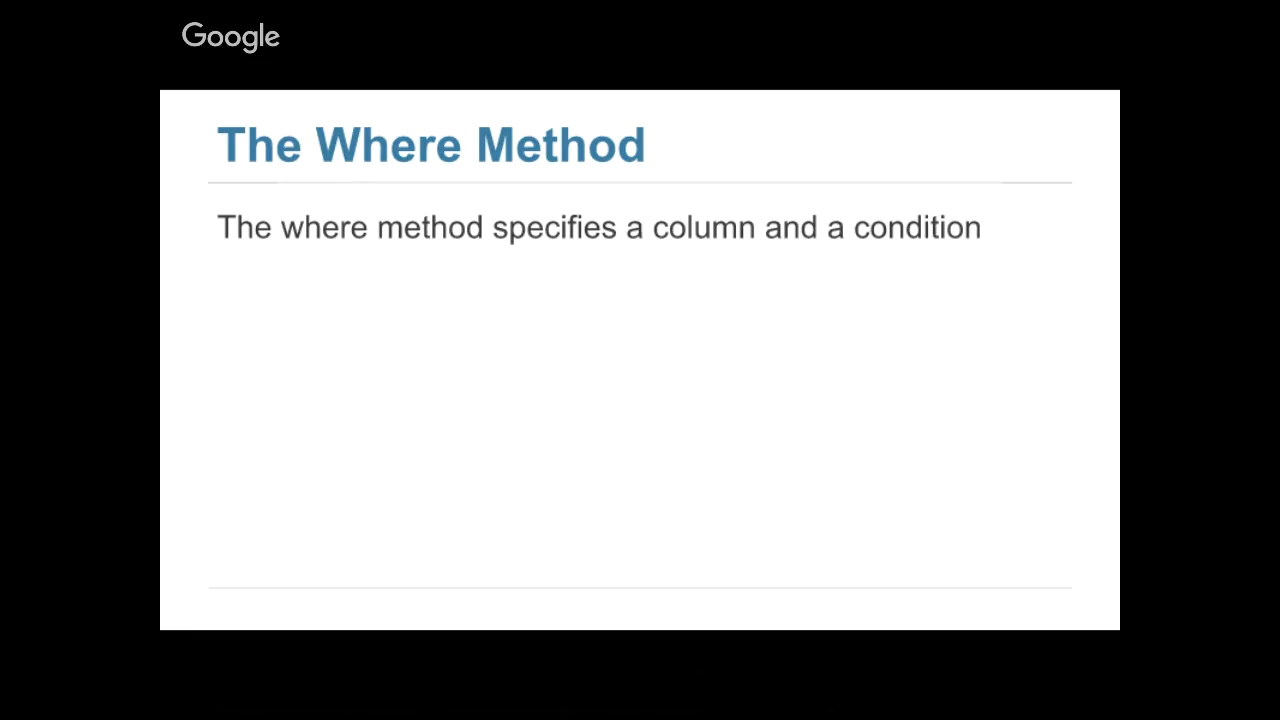 Google
The Where Method
The where method specifies a column and a condition